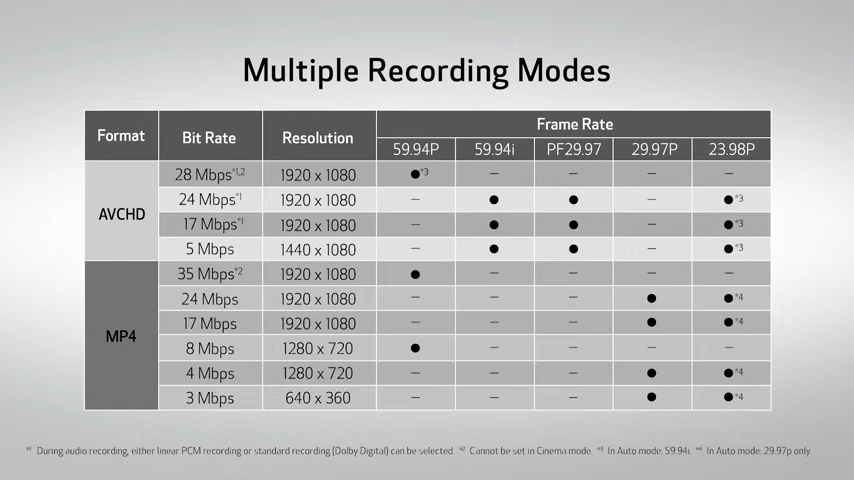 Multiple Recording Modes
Format Bit Rate Resolution Frame Rate
59.94P 59.94i PF29.97 29.97P 23.98P
AVCHD
28 Mbps*1,2 1920 x 1080 ●*3 – – – –
24 Mbps*1 1920 x 1080 – ● ● – ●*3
17 Mbps*1 1920 x 1080 – ● ● – ●*3
5 Mbps 1440 x 1080 – ● ● – ●*3
MP4
35 Mbps*2 1920 x 1080 ● – – – –
24 Mbps 1920 x 1080 – – – ● ●*4
17 Mbps 1920 x 1080 – – – ● ●*4
8 Mbps 1280 x 720 ● – – – –
4 Mbps 1280 x 720 – – – ● ●*4
3 Mbps 640 x 360 – – – ● ●*4
*1 During audio recording, either linear PCM recording or standard recording (Dolby Digital) can be selected. *2 Cannot be set in Cinema mode. *3 In Auto mode: 59.94i. *4 In Auto mode: 29.97p only.